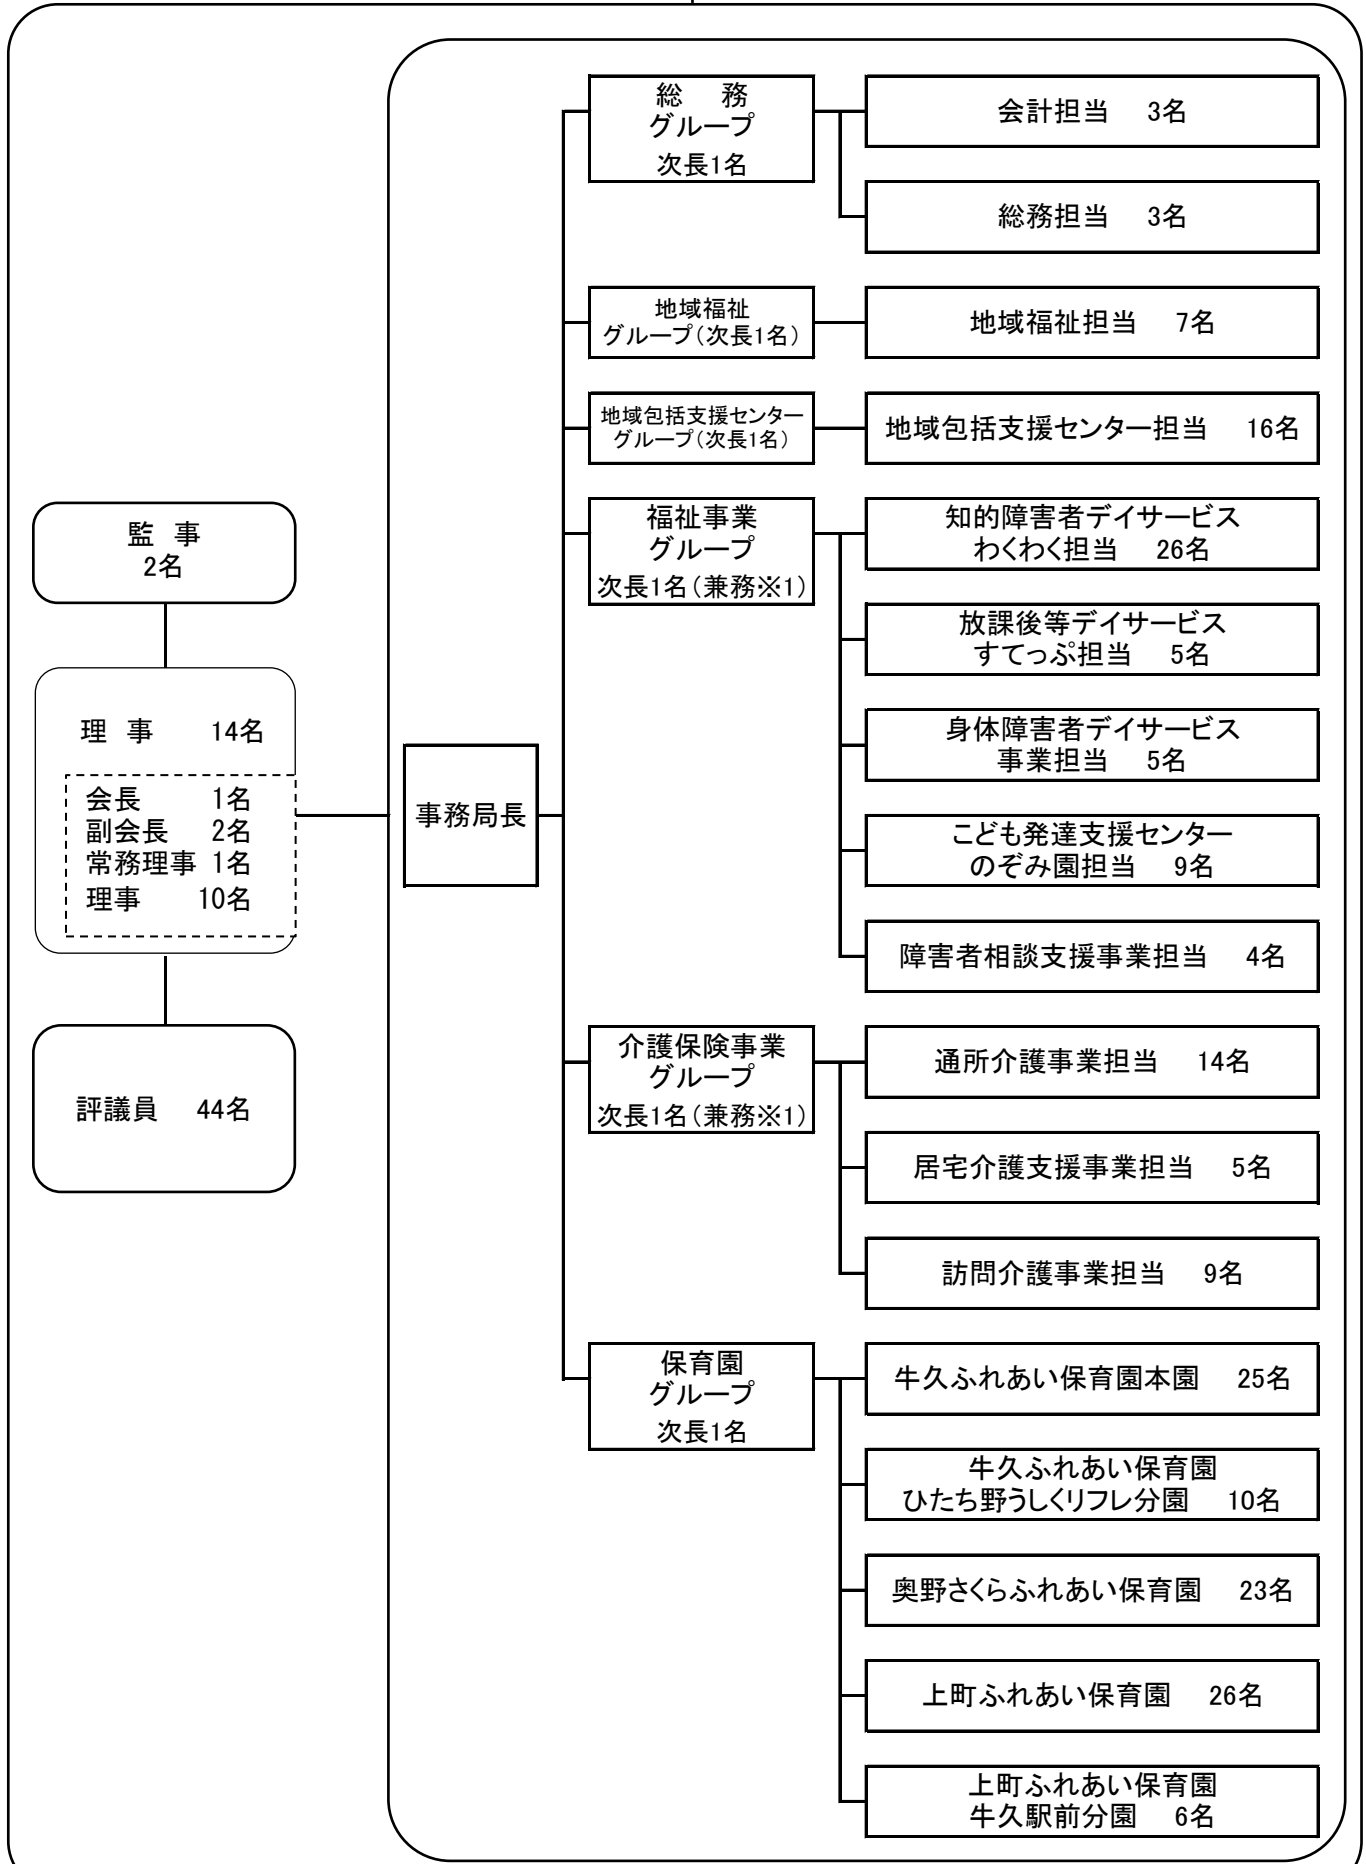 監　事
2名
理　事　　14名
会長　　　1名
副会長　　2名
常務理事　1名
理事　　　10名
評議員　　44名
事務局長
総　務
グループ
次長1名
会計担当　　3名
総務担当　　3名
地域福祉
グループ（次長1名）
地域福祉担当　　7名
地域包括支援センター
グループ（次長1名）
地域包括支援センター担当　　16名
福祉事業
グループ
次長1名（兼務※1）
知的障害者デイサービス
わくわく担当　　26名
放課後等デイサービス
すてっぷ担当　　5名
身体障害者デイサービス
事業担当　　5名
こども発達支援センター
のぞみ園担当　　9名
障害者相談支援事業担当　　4名
介護保険事業
グループ
次長1名（兼務※1）
通所介護事業担当　　14名
居宅介護支援事業担当　　5名
訪問介護事業担当　　9名
保育園
グループ
次長1名
牛久ふれあい保育園本園　　25名
牛久ふれあい保育園
ひたち野うしくリフレ分園　　10名
奥野さくらふれあい保育園　　23名
上町ふれあい保育園　　26名
上町ふれあい保育園
牛久駅前分園　　6名